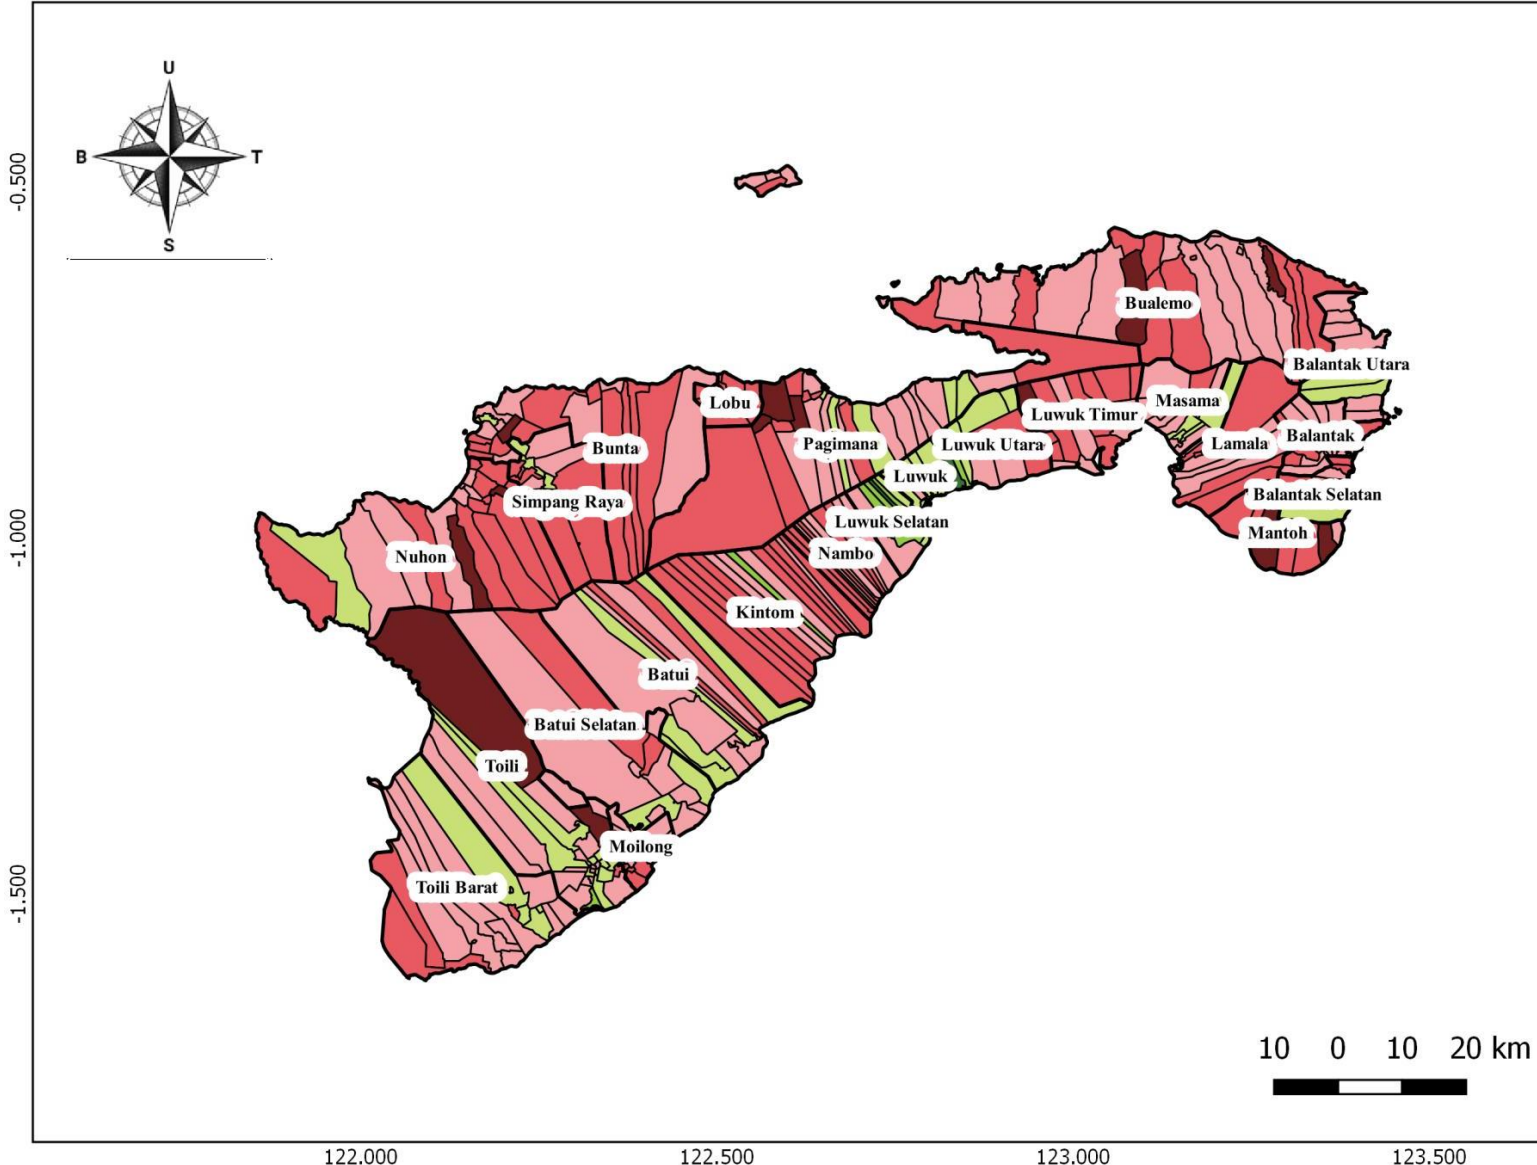 U
B
T
S
-0.500
-1.000
-1.500
Bualemo
Balantak Utara
Masama
Lobu
Luwuk Timur
Balantak
Pagimana
Luwuk Utara
Lamala
Bunta
Luwuk
Simpang Raya
Balantak Selatan
Luwuk Selatan
Mantoh
Nuhon
Nambo
Kintom
Batui
Batui Selatan
Toili
Moilong
Toili Barat
10 0 10 20 km
122.000 122.500 123.000 123.500